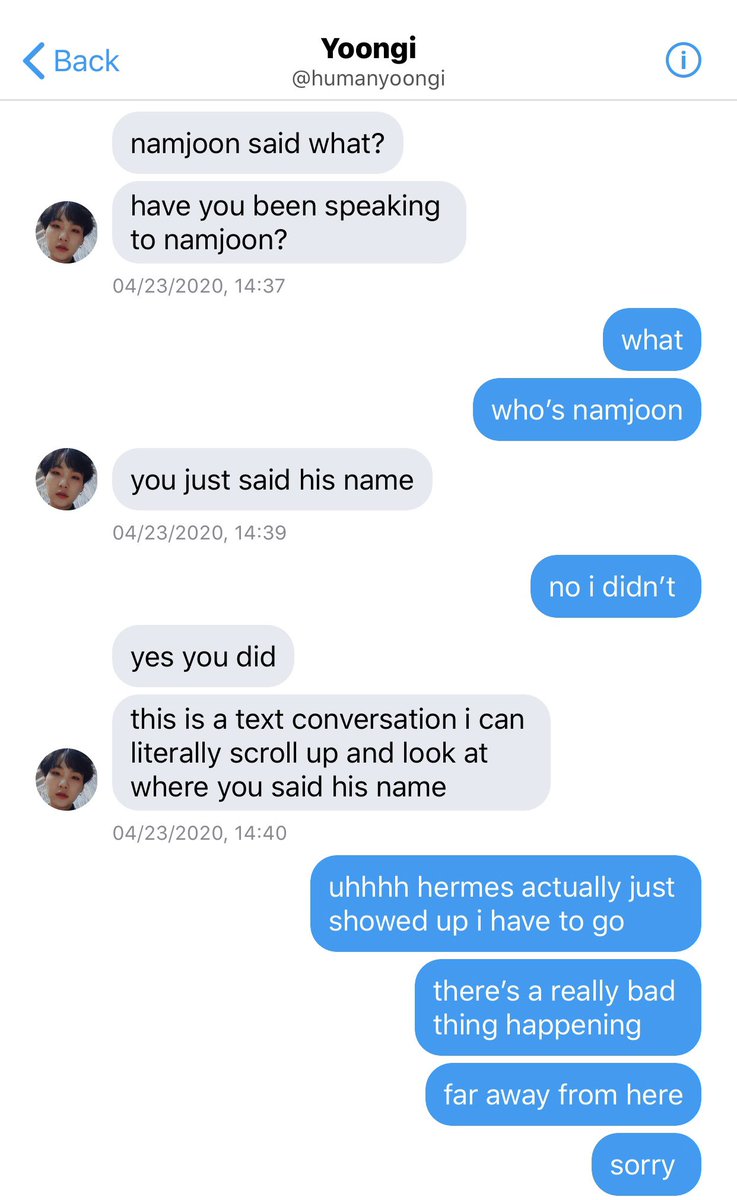 Back
Yoongi
@humanyoongi
namjoon said what?
have you been speaking
to namjoon?
04/23/2020, 14:37
what
who’s namjoon
you just said his name
04/23/2020, 14:39
no i didn’t
yes you did
this is a text conversation i can
literally scroll up and look at
where you said his name
04/23/2020, 14:40
uhhhh hermes actually just
showed up i have to go
there’s a really bad
thing happening
far away from here
sorry